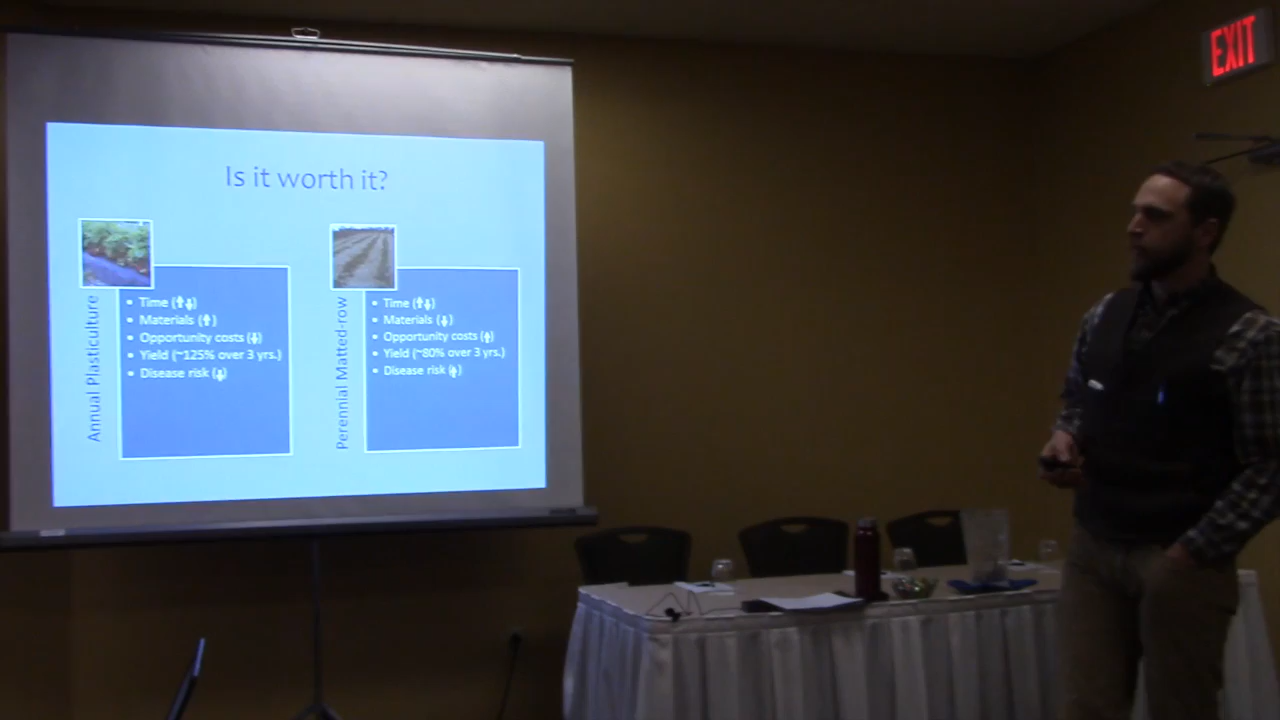 EXIT
Is it worth it?
Annual Plasticulture
▪ Time (⬆⬇)
▪ Materials (⬆)
▪ Opportunity costs (⬇)
▪ Yield (~125% over 3 yrs.)
▪ Disease risk (⬇)
Perennial Matted-row
▪ Time (⬆⬇)
▪ Materials (⬇)
▪ Opportunity costs (⬆)
▪ Yield (~80% over 3 yrs.)
▪ Disease risk (⬆)